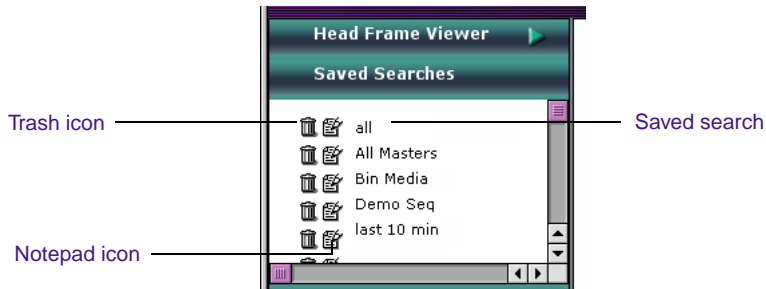 Head Frame Viewer
Saved Searches
Trash icon
all
Saved search
All Masters
Bin Media
Demo Seq
last 10 min
Notepad icon